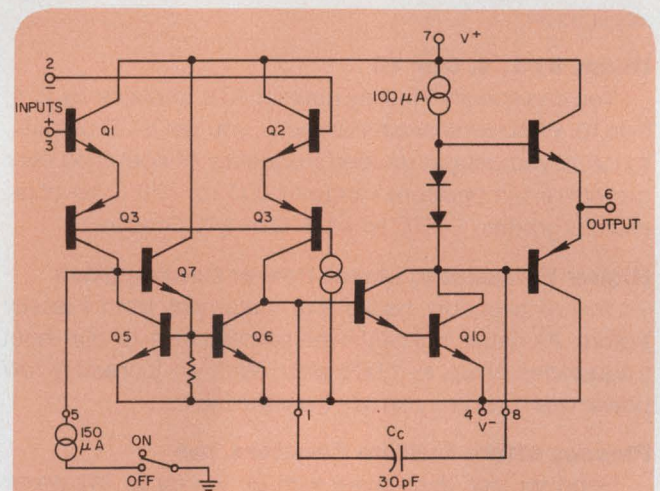 7 V+
2
−
INPUTS
+
3
Q1
Q2
100 μA
6
OUTPUT
Q3
Q3
Q7
Q5
Q6
Q10
5
150
μA
ON
OFF
1
4
V−
8
CC
30pF